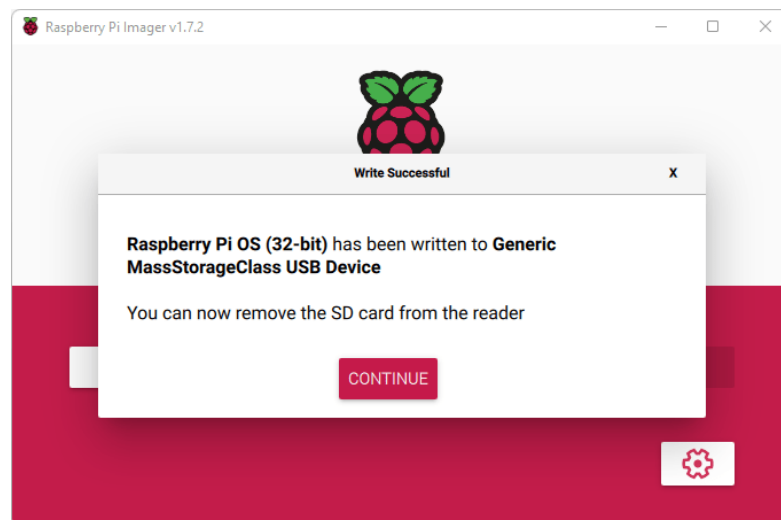 Raspberry Pi Imager v1.7.2
Write Successful
X
Raspberry Pi OS (32-bit) has been written to Generic
MassStorageClass USB Device
You can now remove the SD card from the reader
CONTINUE